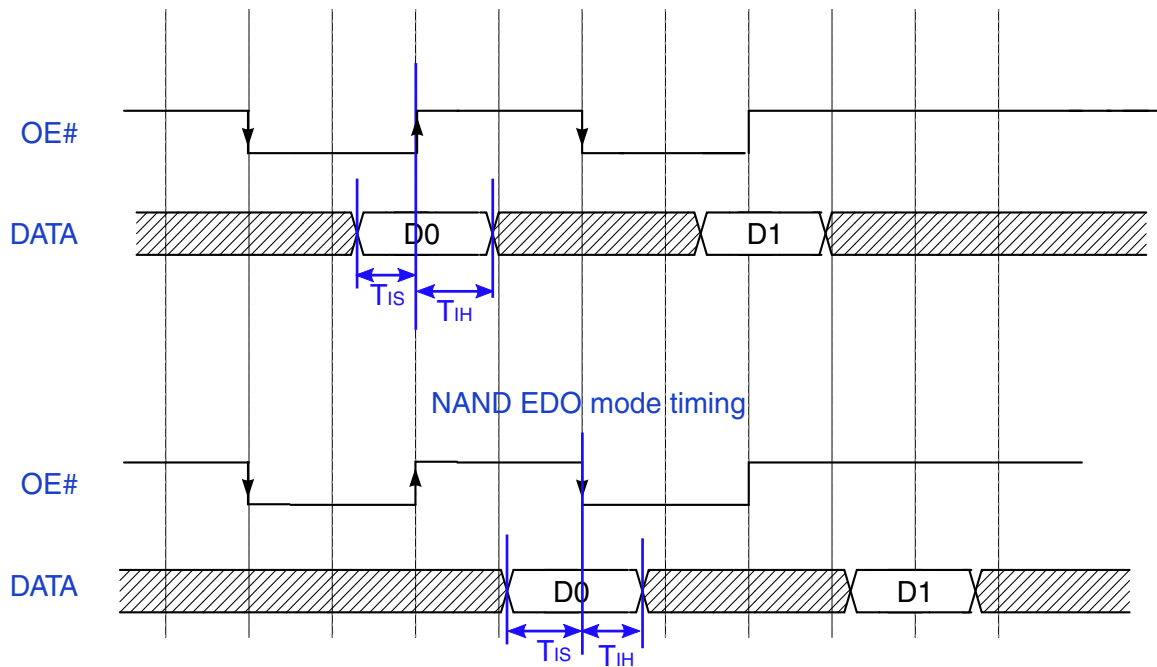 OE#
DATA
D0
D1
TIS
TIH
NAND EDO mode timing
OE#
DATA
D0
D1
TIS
TIH